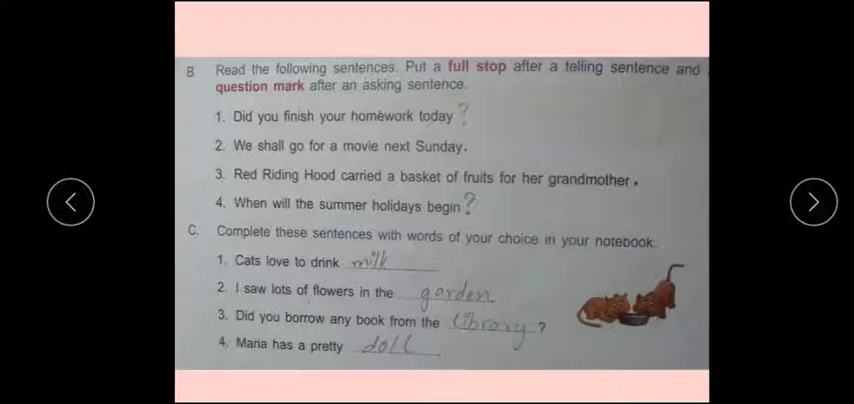 B Read the following sentences. Put a full stop after a telling sentence and
question mark after an asking sentence.
1. Did you finish your homework today ?
2. We shall go for a movie next Sunday.
3. Red Riding Hood carried a basket of fruits for her grandmother .
4. When will the summer holidays begin ?
C. Complete these sentences with words of your choice in your notebook.
1. Cats love to drink milk
2. I saw lots of flowers in the garden
3. Did you borrow any book from the library ?
4. Maria has a pretty doll